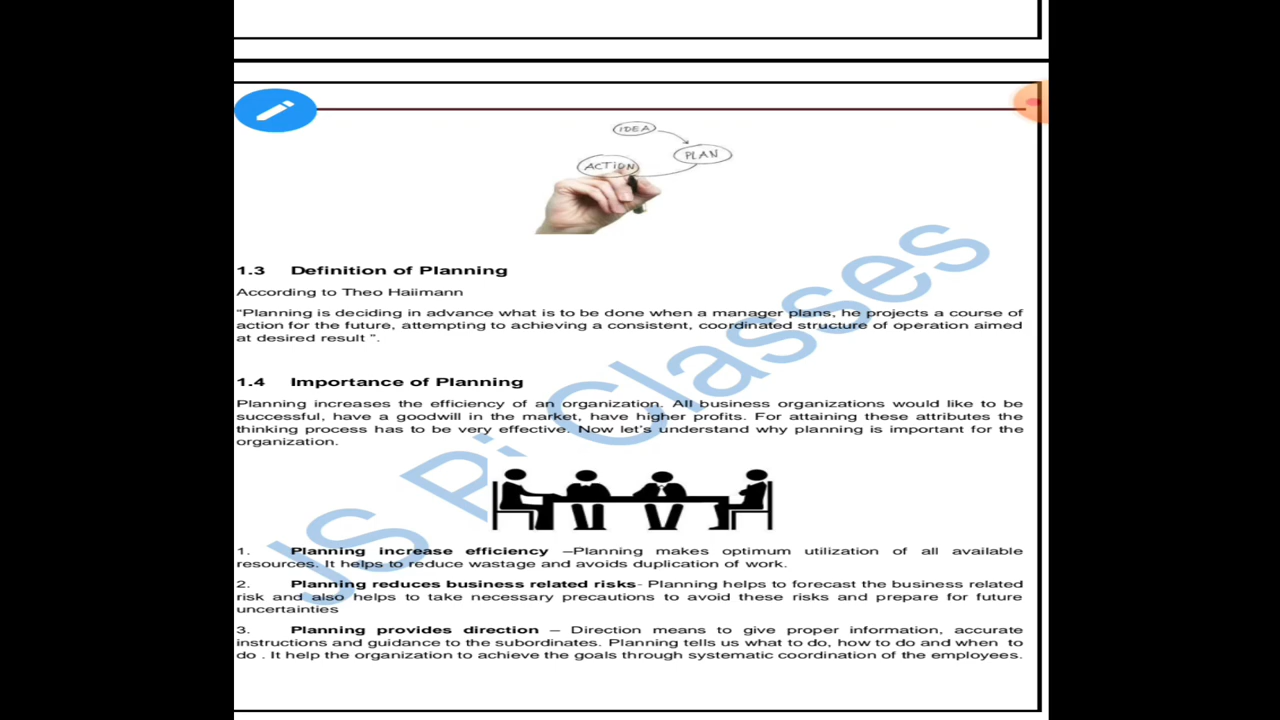 IDEA
PLAN
ACTION
1.3 Definition of Planning
According to Theo Haiimann
“Planning is deciding in advance what is to be done when a manager plans, he projects a course of
action for the future, attempting to achieving a consistent, coordinated structure of operation aimed
at desired result ”.
1.4 Importance of Planning
Planning increases the efficiency of an organization. All business organizations would like to be
successful, have a goodwill in the market, have higher profits. For attaining these attributes the
thinking process has to be very effective. Now let’s understand why planning is important for the
organization.
JS Pi Classes
1. Planning increase efficiency –Planning makes optimum utilization of all available
resources. It helps to reduce wastage and avoids duplication of work.
2. Planning reduces business related risks- Planning helps to forecast the business related
risk and also helps to take necessary precautions to avoid these risks and prepare for future
uncertainties
3. Planning provides direction – Direction means to give proper information, accurate
instructions and guidance to the subordinates. Planning tells us what to do, how to do and when to
do . It help the organization to achieve the goals through systematic coordination of the employees.